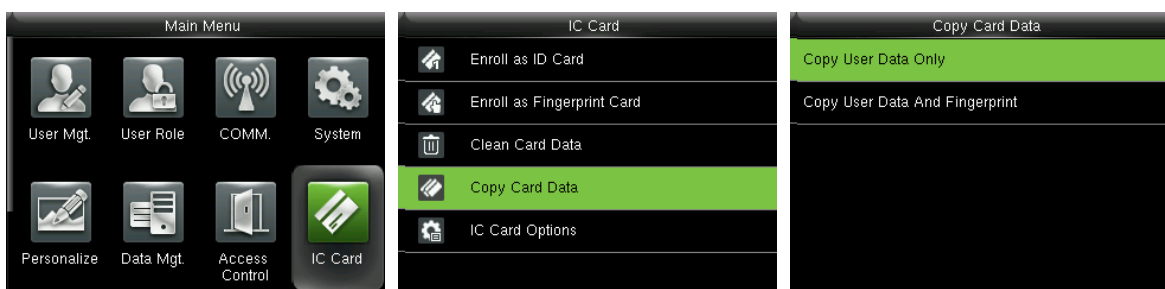 Main Menu
User Mgt.
User Role
COMM.
System
Personalize
Data Mgt.
Access
Control
IC Card
IC Card
Enroll as ID Card
Enroll as Fingerprint Card
Clean Card Data
Copy Card Data
IC Card Options
Copy Card Data
Copy User Data Only
Copy User Data And Fingerprint